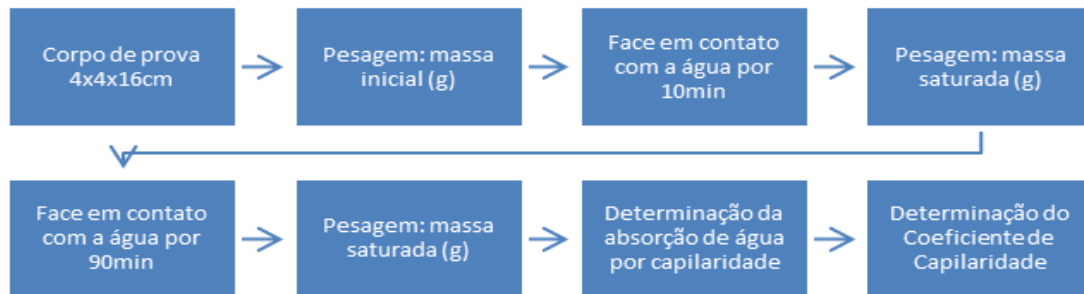 Corpo de prova
4x4x16cm
Pesagem: massa
inicial (g)
Face em contato
com a água por
10min
Pesagem: massa
saturada (g)
Face em contato
com a água por
90min
Pesagem: massa
saturada (g)
Determinação da
absorção de água
por capilaridade
Determinação do
Coeficiente de
Capilaridade